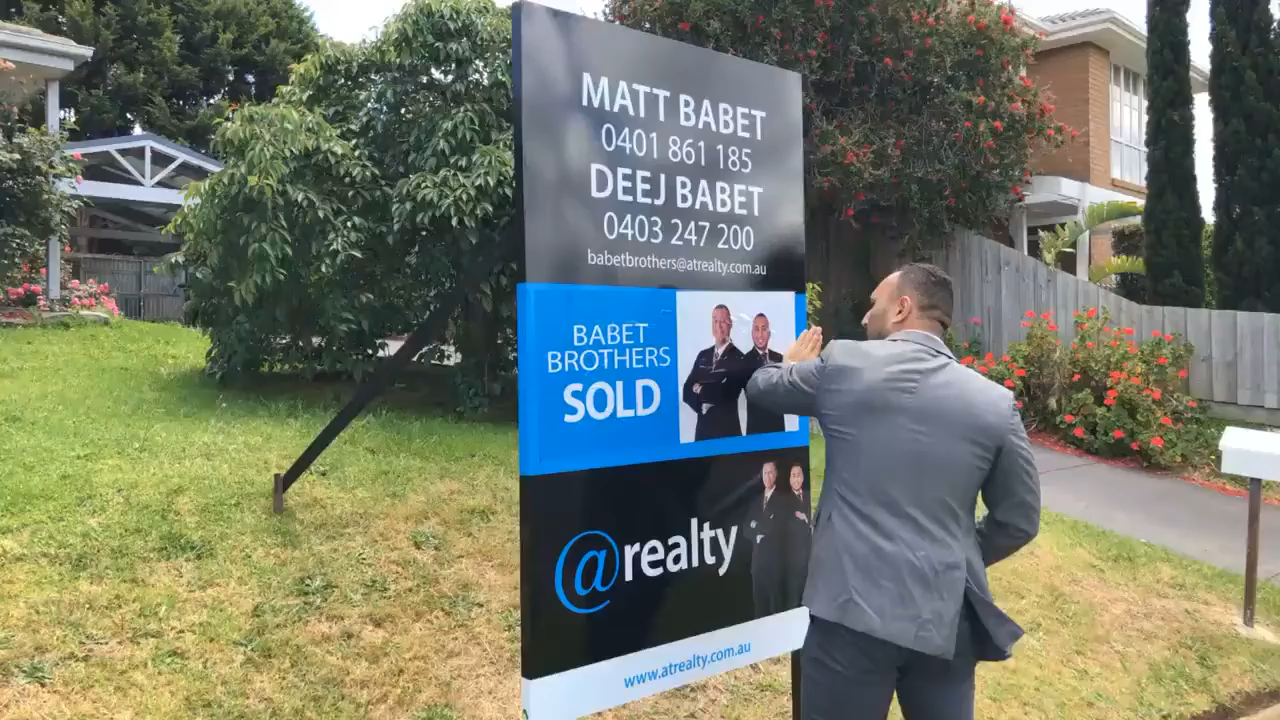 MATT BABET
0401 861 185
DEEJ BABET
0403 247 200
babetbrothers@atrealty.com.au
BABET
BROTHERS
SOLD
@realty
www.atrealty.com.au